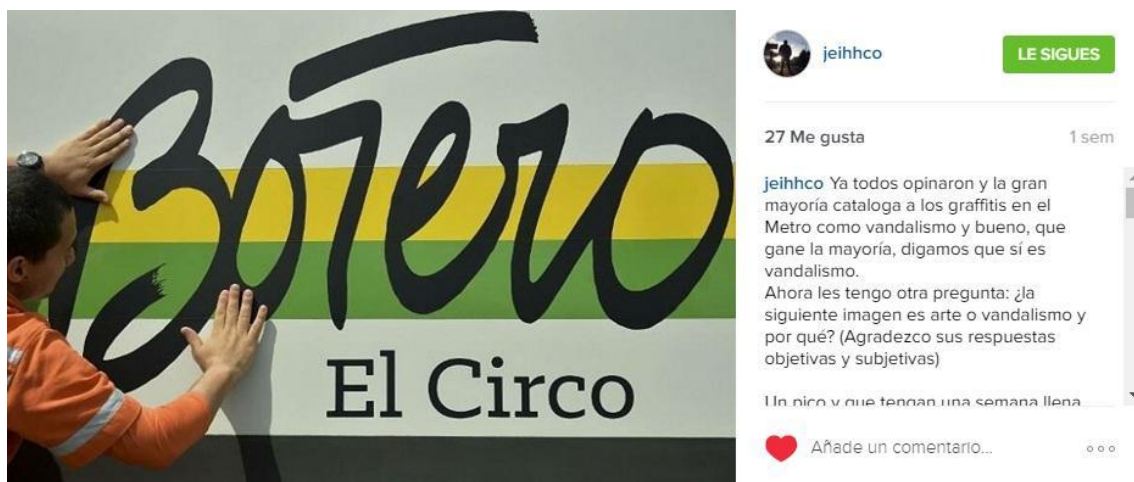 Botero
El Circo
jeihhco
LE SIGUES
27 Me gusta
1 sem
jeihhco Ya todos opinaron y la gran
mayoría cataloga a los graffitis en el
Metro como vandalismo y bueno, que
gane la mayoría, digamos que sí es
vandalismo.
Ahora les tengo otra pregunta: ¿la
siguiente imagen es arte o vandalismo y
por qué? (Agradezco sus respuestas
objetivas y subjetivas)
Un pico y que tengan una semana llena
Añade un comentario...